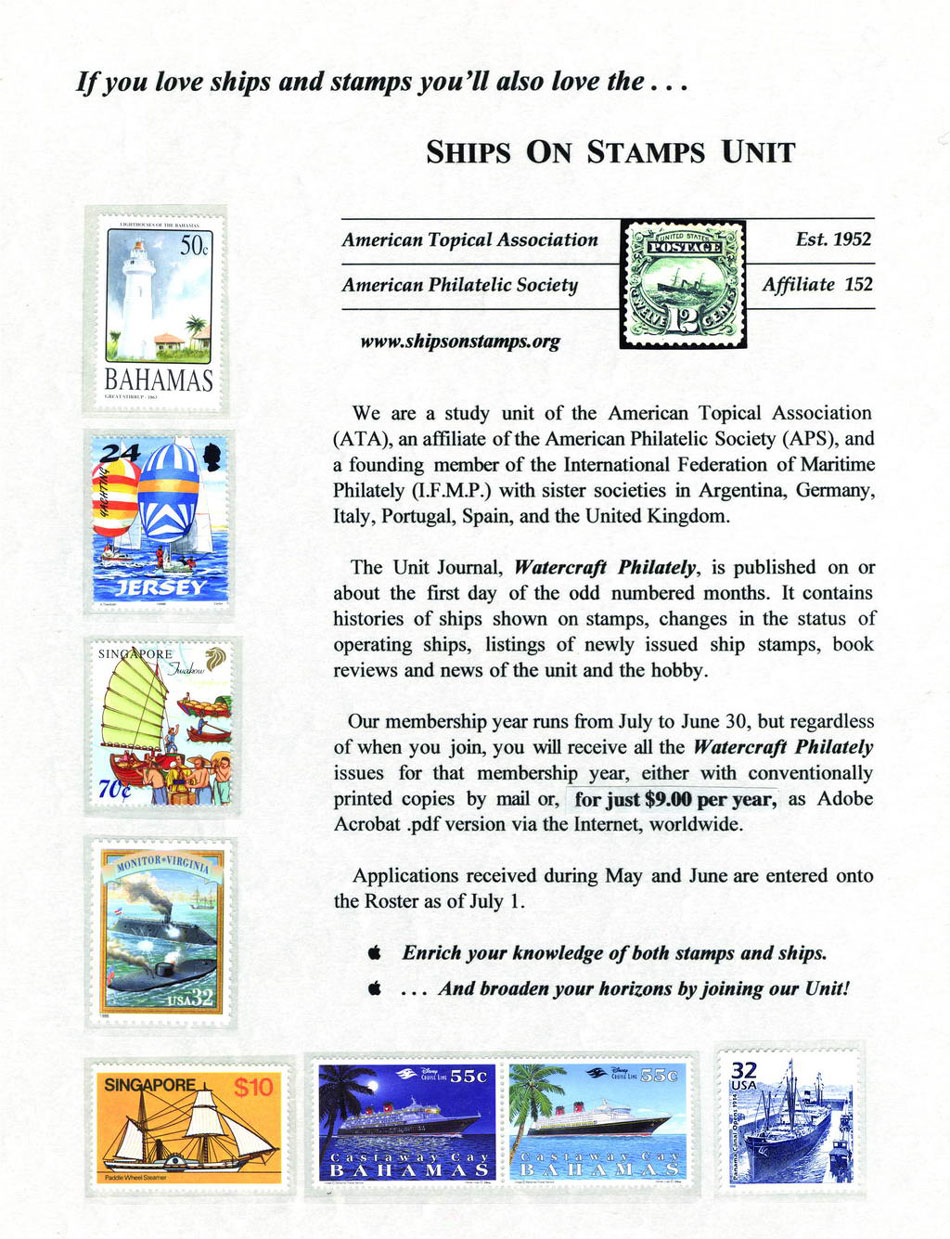 If you love ships and stamps you'll also love the . . .
SHIPS ON STAMPS UNIT
American Topical Association
Est. 1952
American Philatelic Society
Affiliate 152
www.shipsonstamps.org
UNITED STATES
POSTAGE
12
TWELVE CENTS
LIGHTHOUSES OF THE BAHAMAS
50c
BAHAMAS
GREAT STIRRUP - 1863
24
YACHTING
JERSEY
SINGAPORE
Twakow
70¢
MONITOR★VIRGINIA
USA32
We are a study unit of the American Topical Association
(ATA), an affiliate of the American Philatelic Society (APS), and
a founding member of the International Federation of Maritime
Philately (I.F.M.P.) with sister societies in Argentina, Germany,
Italy, Portugal, Spain, and the United Kingdom.
The Unit Journal, Watercraft Philately, is published on or
about the first day of the odd numbered months. It contains
histories of ships shown on stamps, changes in the status of
operating ships, listings of newly issued ship stamps, book
reviews and news of the unit and the hobby.
Our membership year runs from July to June 30, but regardless
of when you join, you will receive all the Watercraft Philately
issues for that membership year, either with conventionally
printed copies by mail or, for just $9.00 per year, as Adobe
Acrobat .pdf version via the Internet, worldwide.
Applications received during May and June are entered onto
the Roster as of July 1.
Enrich your knowledge of both stamps and ships.
. . . And broaden your horizons by joining our Unit!
SINGAPORE $10
Paddle Wheel Steamer
Disney
CRUISE LINE 55c
Castaway Cay
BAHAMAS
Disney
CRUISE LINE 55c
Castaway Cay
BAHAMAS
32
USA
Panama Canal Opens 1914